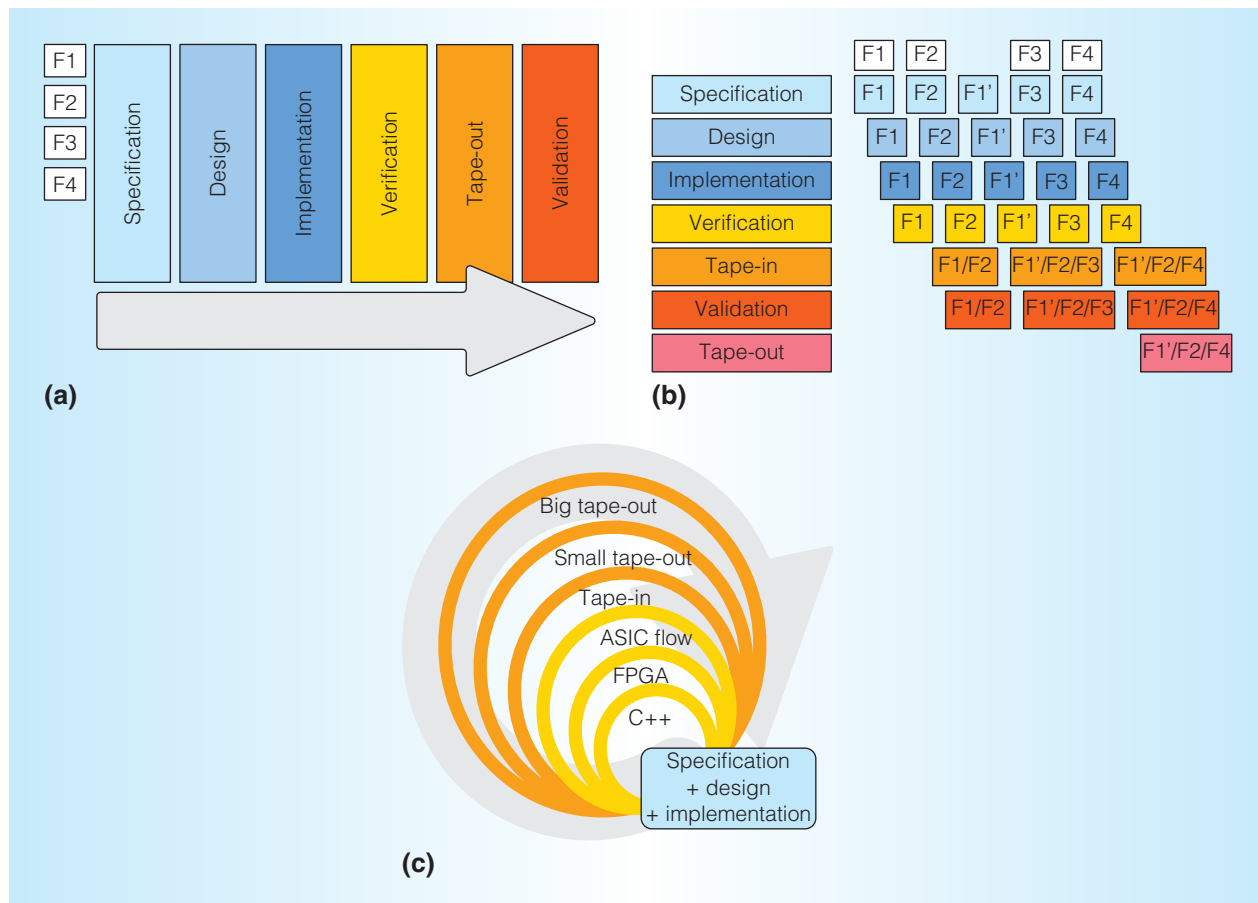 F1
F2
F3
F4
Specification
Design
Implementation
Verification
Tape-out
Validation
(a)
F1 F2 F3 F4
Specification F1 F2 F1' F3 F4
Design F1 F2 F1' F3 F4
Implementation F1 F2 F1' F3 F4
Verification F1 F2 F1' F3 F4
Tape-in F1/F2 F1'/F2/F3 F1'/F2/F4
Validation F1/F2 F1'/F2/F3 F1'/F2/F4
Tape-out F1'/F2/F4
(b)
Big tape-out
Small tape-out
Tape-in
ASIC flow
FPGA
C++
Specification
+ design
+ implementation
(c)